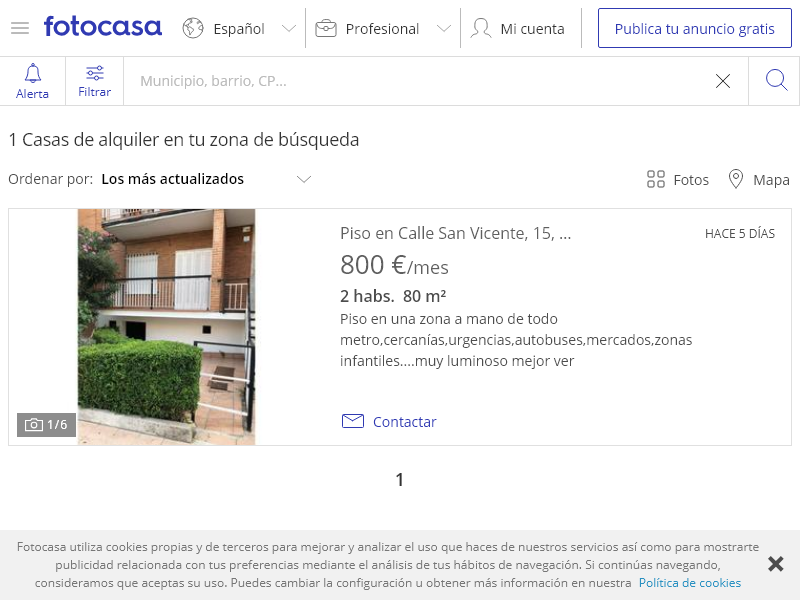 fotocasa
Español
Profesional
Mi cuenta
Publica tu anuncio gratis
Alerta
Filtrar
Municipio, barrio, CP...
1 Casas de alquiler en tu zona de búsqueda
Ordenar por: Los más actualizados
Fotos
Mapa
Piso en Calle San Vicente, 15, ...
HACE 5 DÍAS
800 €/mes
2 habs. 80 m²
Piso en una zona a mano de todo
metro,cercanías,urgencias,autobuses,mercados,zonas
infantiles....muy luminoso mejor ver
1/6
Contactar
1
Fotocasa utiliza cookies propias y de terceros para mejorar y analizar el uso que haces de nuestros servicios así como para mostrarte
publicidad relacionada con tus preferencias mediante el análisis de tus hábitos de navegación. Si continúas navegando,
consideramos que aceptas su uso. Puedes cambiar la configuración u obtener más información en nuestra Política de cookies